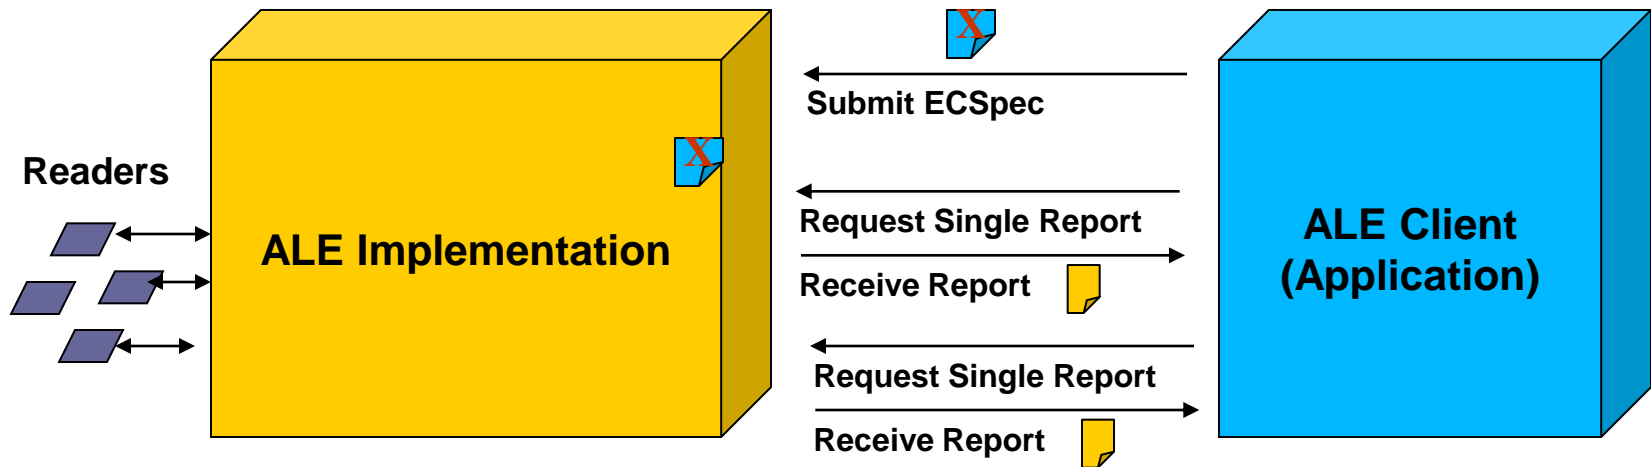 X
Submit ECSpec
Readers
X
ALE Implementation
Request Single Report
Receive Report
Request Single Report
Receive Report
ALE Client
(Application)